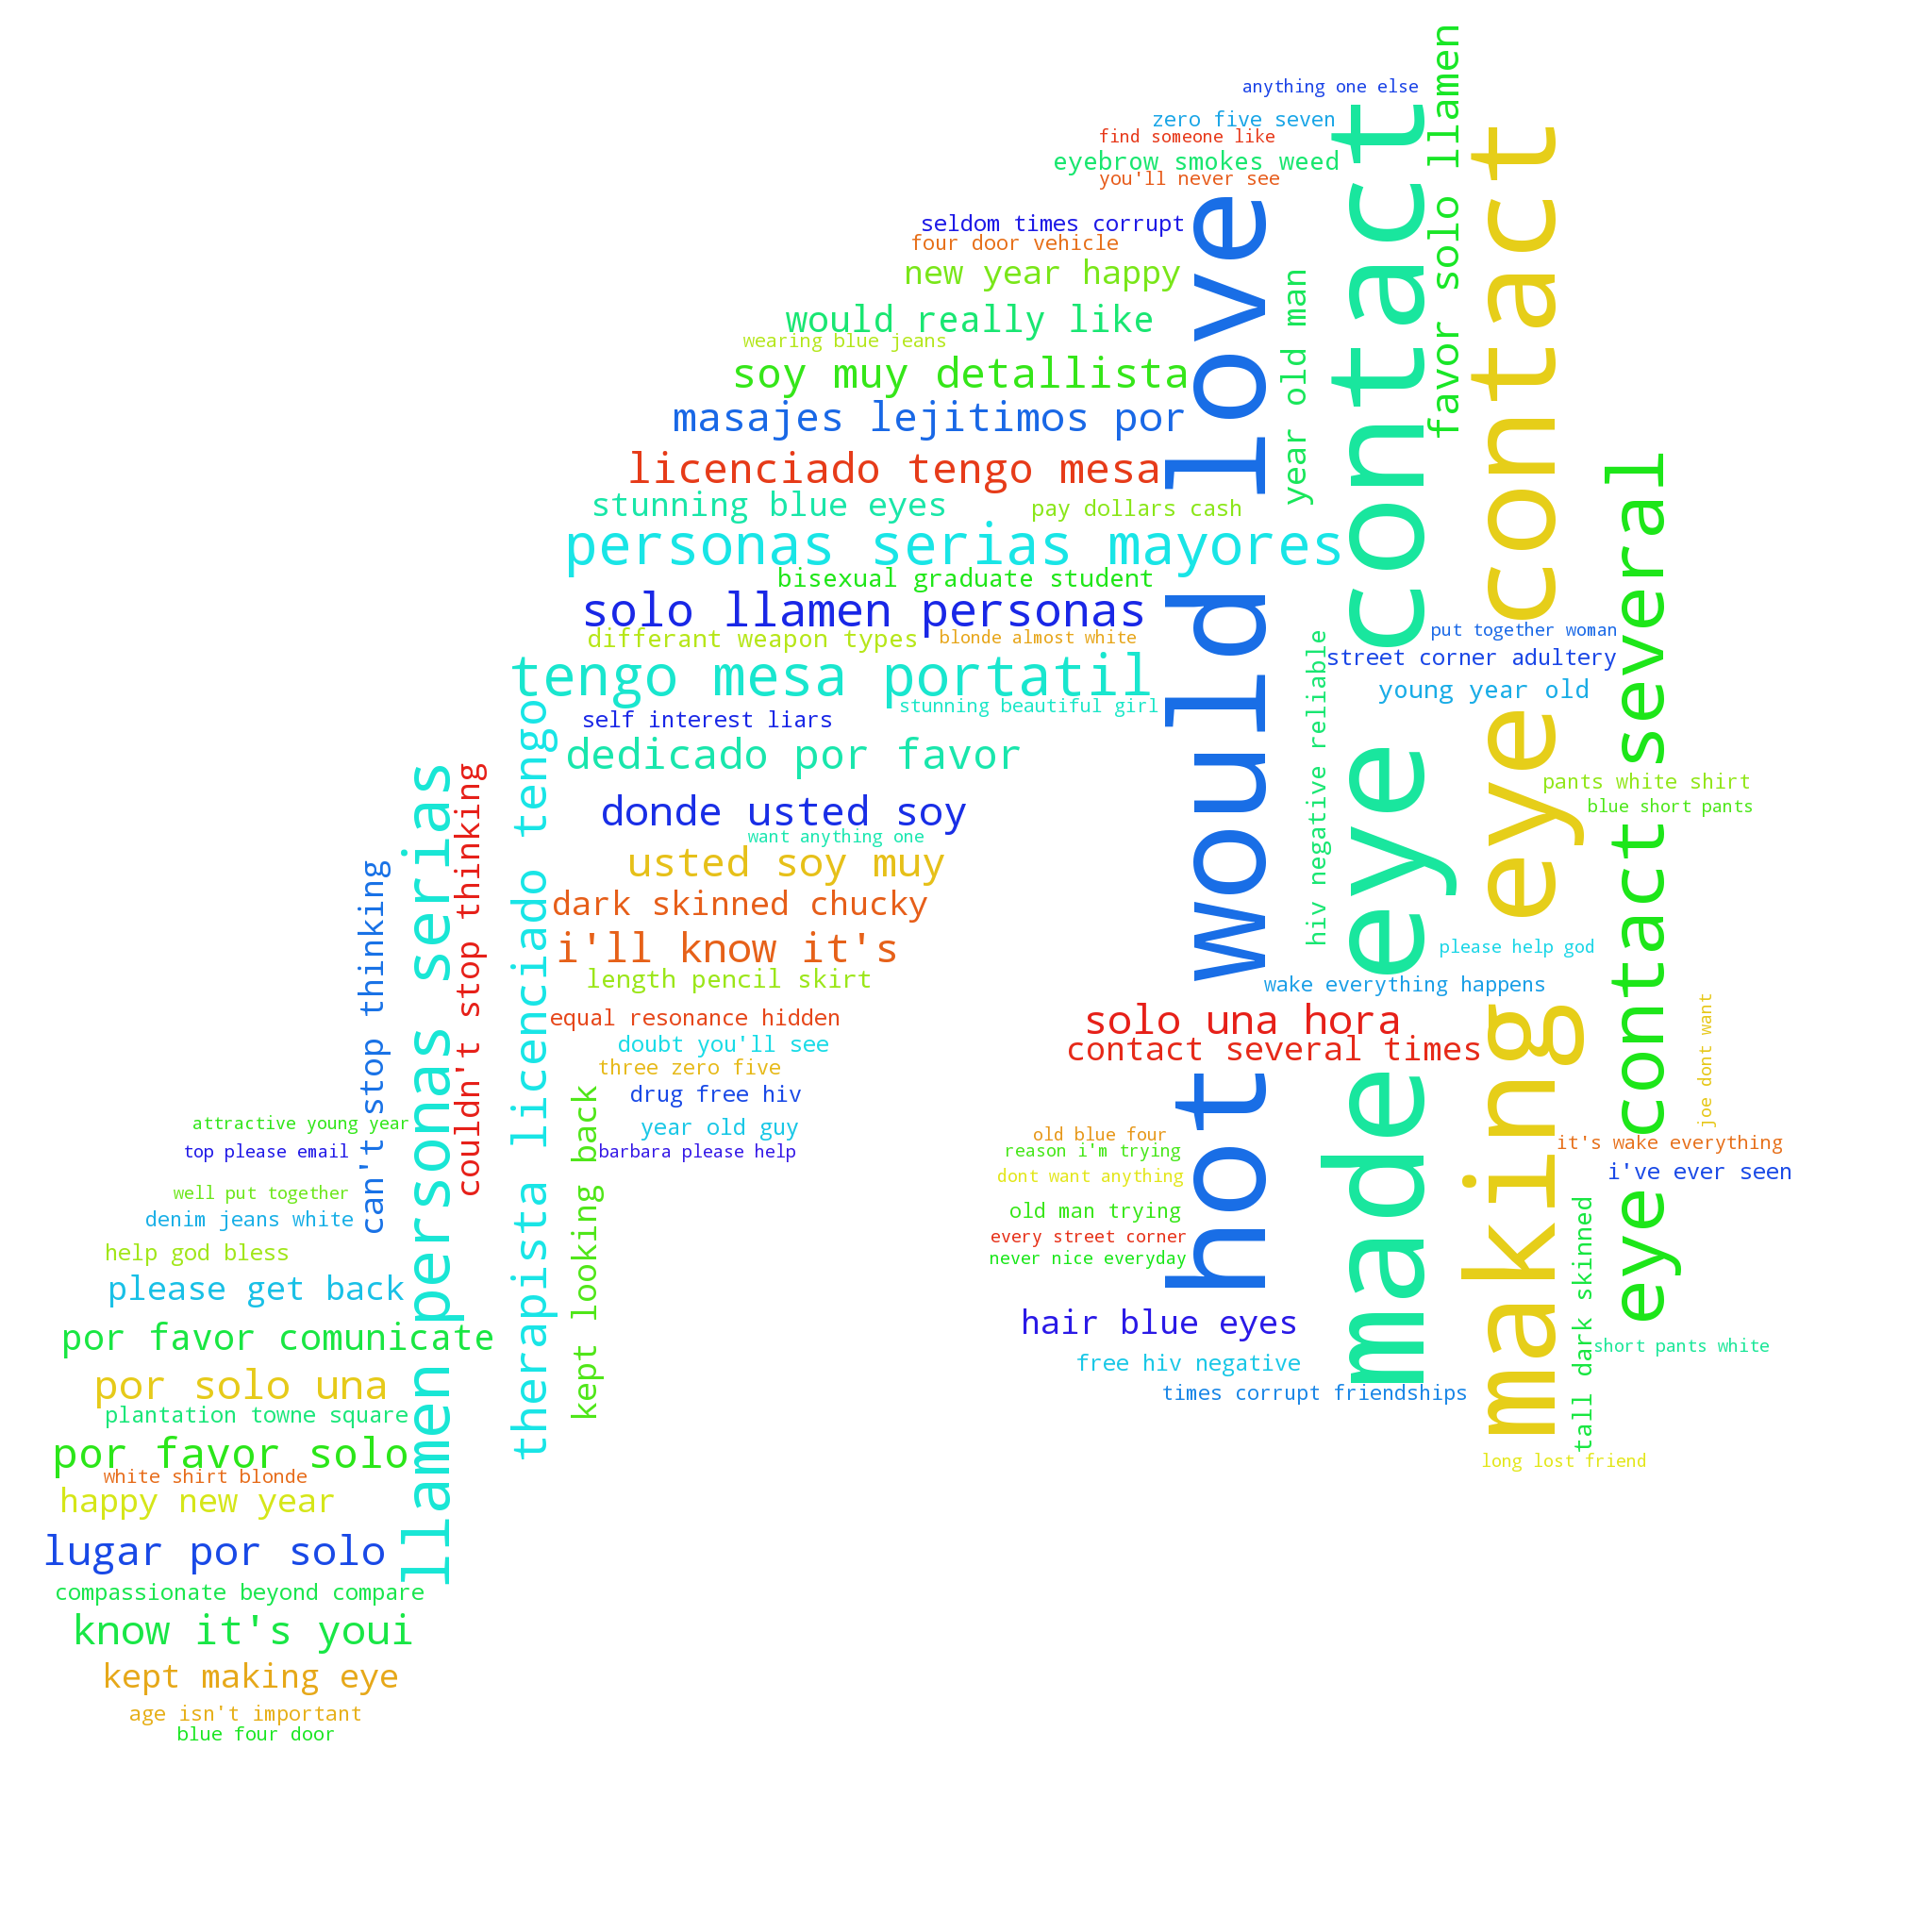 anything one else
favor solo llamen
zero five seven
find someone like
eyebrow smokes weed
you'll never see
made eye contact
making eye contact
hot would love
seldom times corrupt
four door vehicle
new year happy
year old man
would really like
wearing blue jeans
soy muy detallista
masajes lejitimos por
licenciado tengo mesa
eye contact several
stunning blue eyes
pay dollars cash
personas serias mayores
bisexual graduate student
solo llamen personas
differant weapon types
blonde almost white
put together woman
hiv negative reliable
street corner adultery
tengo mesa portatil
young year old
stunning beautiful girl
self interest liars
therapista licenciado tengo
dedicado por favor
llamen personas serias
couldn't stop thinking
pants white shirt
blue short pants
donde usted soy
want anything one
usted soy muy
can't stop thinking
dark skinned chucky
i'll know it's
please help god
length pencil skirt
wake everything happens
joe dont want
equal resonance hidden
solo una hora
doubt you'll see
contact several times
three zero five
drug free hiv
kept looking back
attractive young year
year old guy
old blue four
it's wake everything
top please email
barbara please help
reason i'm trying
i've ever seen
dont want anything
well put together
denim jeans white
old man trying
tall dark skinned
every street corner
help god bless
never nice everyday
please get back
hair blue eyes
por favor comunicate
short pants white
free hiv negative
por solo una
times corrupt friendships
plantation towne square
por favor solo
long lost friend
white shirt blonde
happy new year
lugar por solo
compassionate beyond compare
know it's youi
kept making eye
age isn't important
blue four door